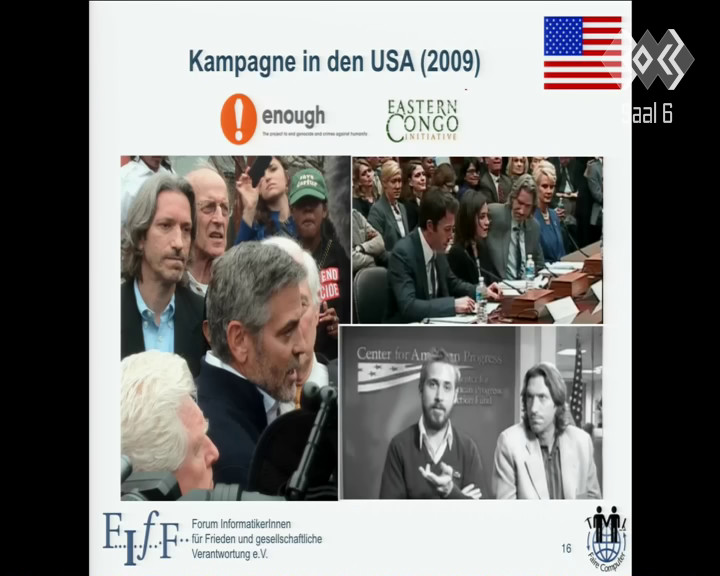 Kampagne in den USA (2009)
Saal 6
! enough
The project to end genocide and crimes against humanity
EASTERN
CONGO
INITIATIVE
END
CIDE
Center for American Progress
FIfF
Forum InformatikerInnen
für Frieden und gesellschaftliche
Verantwortung e.V.
16
Faire Computer